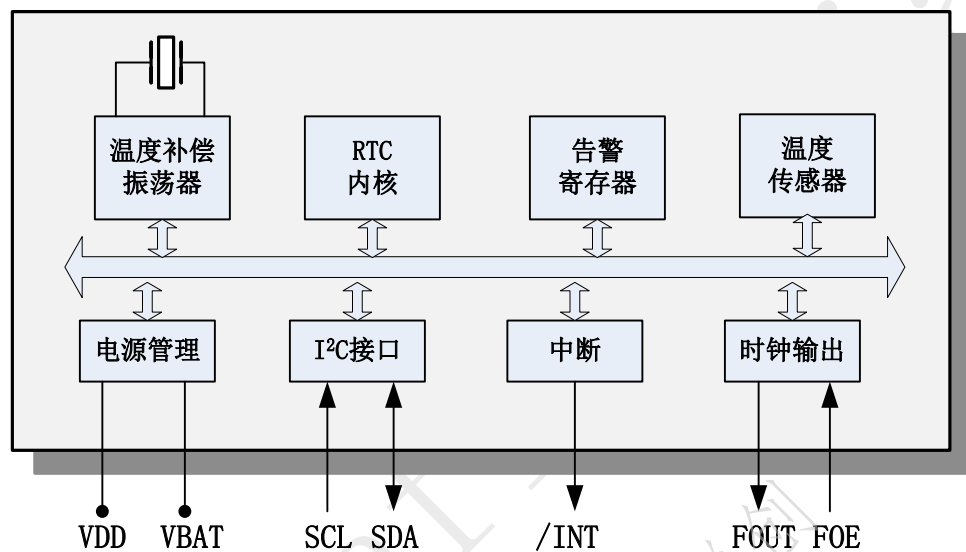 温度补偿
振荡器
RTC
内核
告警
寄存器
温度
传感器
电源管理
I²C接口
中断
时钟输出
VDD VBAT SCL SDA /INT FOUT FOE